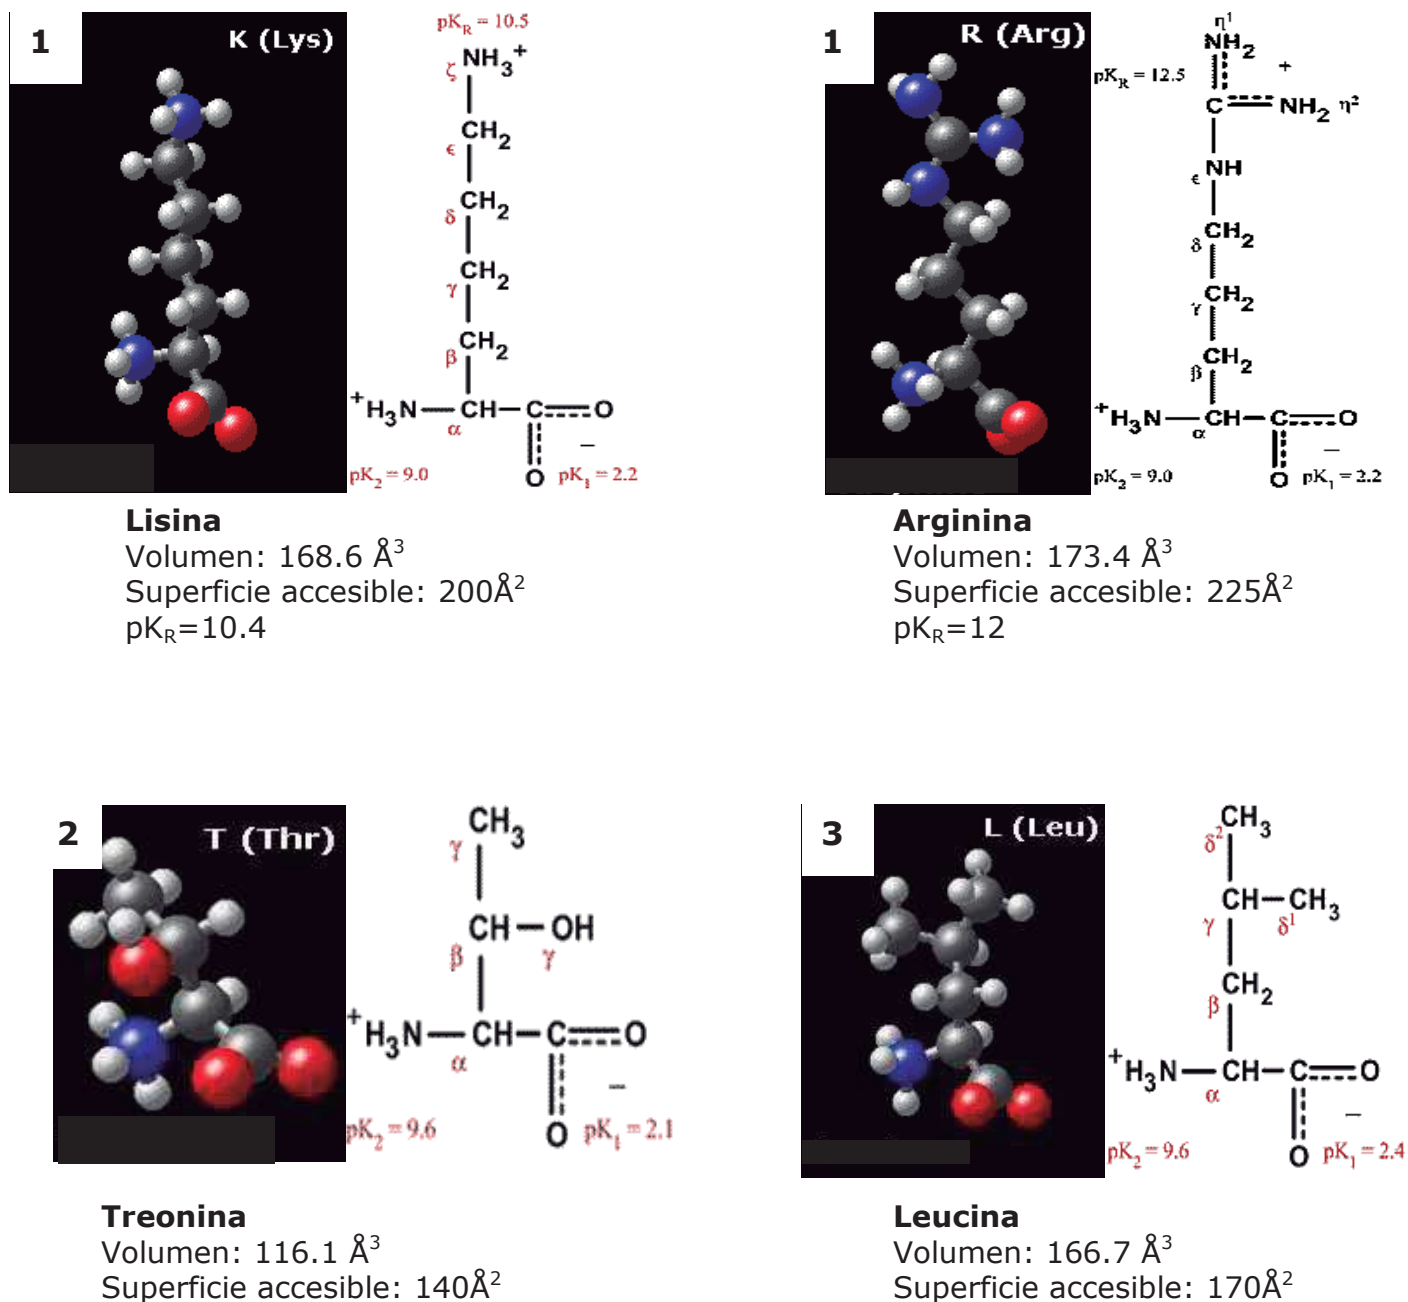 1
K (Lys)
pK_R = 10.5
ζ NH₃⁺
ε CH₂
δ CH₂
γ CH₂
β CH₂
⁺H₃N CH C O
α
−
pK₂ = 9.0 O pK₁ = 2.2
Lisina
Volumen: 168.6 Å³
Superficie accesible: 200Å²
pK_R=10.4
1
R (Arg)
η¹
NH₂
pK_R = 12.5 +
C NH₂ η²
ε NH
δ CH₂
γ CH₂
β CH₂
⁺H₃N CH C O
α
−
pK₂ = 9.0 O pK₁ = 2.2
Arginina
Volumen: 173.4 Å³
Superficie accesible: 225Å²
pK_R=12
2
T (Thr)
CH₃
γ
CH OH
β γ
⁺H₃N CH C O
α
−
pK₂ = 9.6 O pK₁ = 2.1
Treonina
Volumen: 116.1 Å³
Superficie accesible: 140Å²
3
L (Leu)
CH₃
δ²
CH CH₃
γ δ¹
CH₂
β
⁺H₃N CH C O
α
−
pK₂ = 9.6 O pK₁ = 2.4
Leucina
Volumen: 166.7 Å³
Superficie accesible: 170Å²